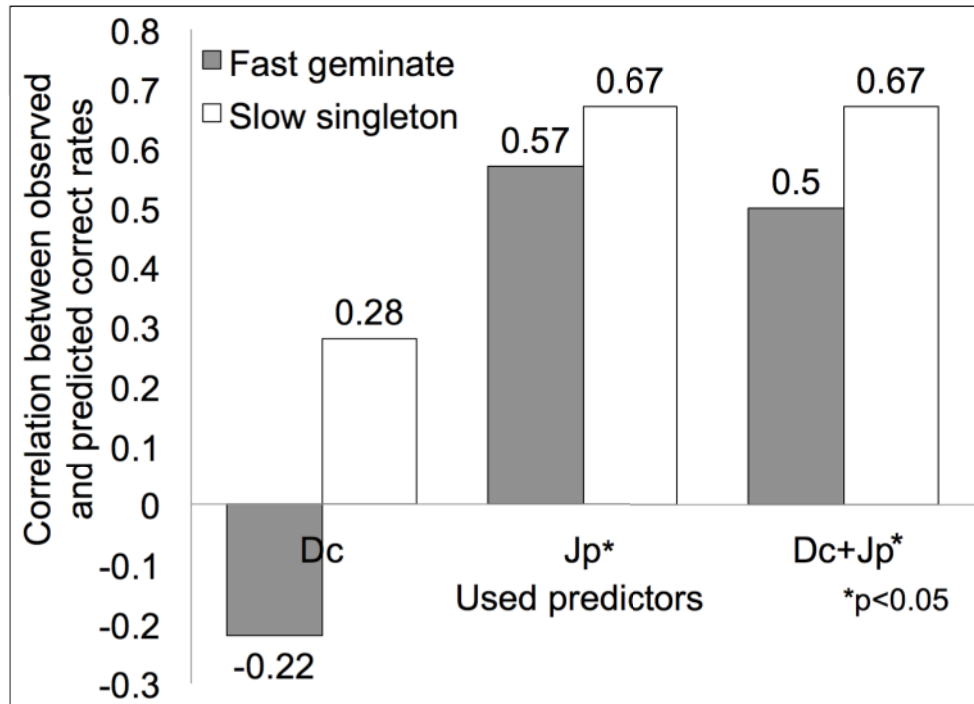 Correlation between observed
and predicted correct rates
0.8
0.7
0.6
0.5
0.4
0.3
0.2
0.1
0
-0.1
-0.2
-0.3
Fast geminate
Slow singleton
-0.22
0.28
0.57
0.67
0.5
0.67
Dc
Jp*
Dc+Jp*
Used predictors
*p<0.05